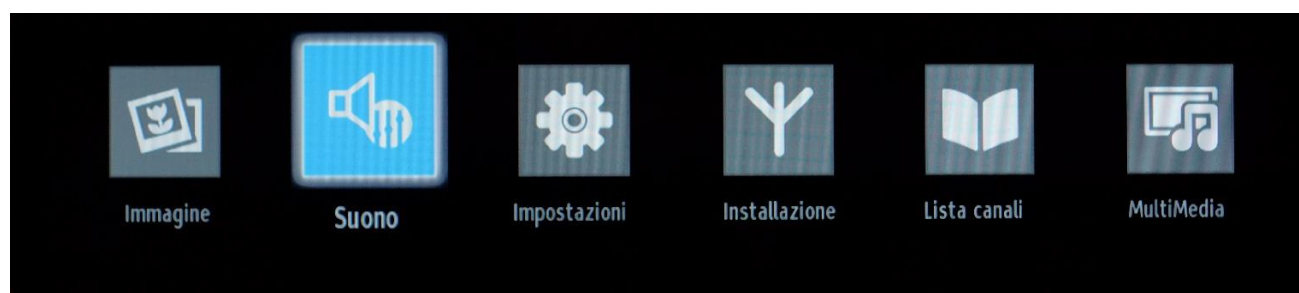 Immagine
Suono
Impostazioni
Installazione
Lista canali
MultiMedia